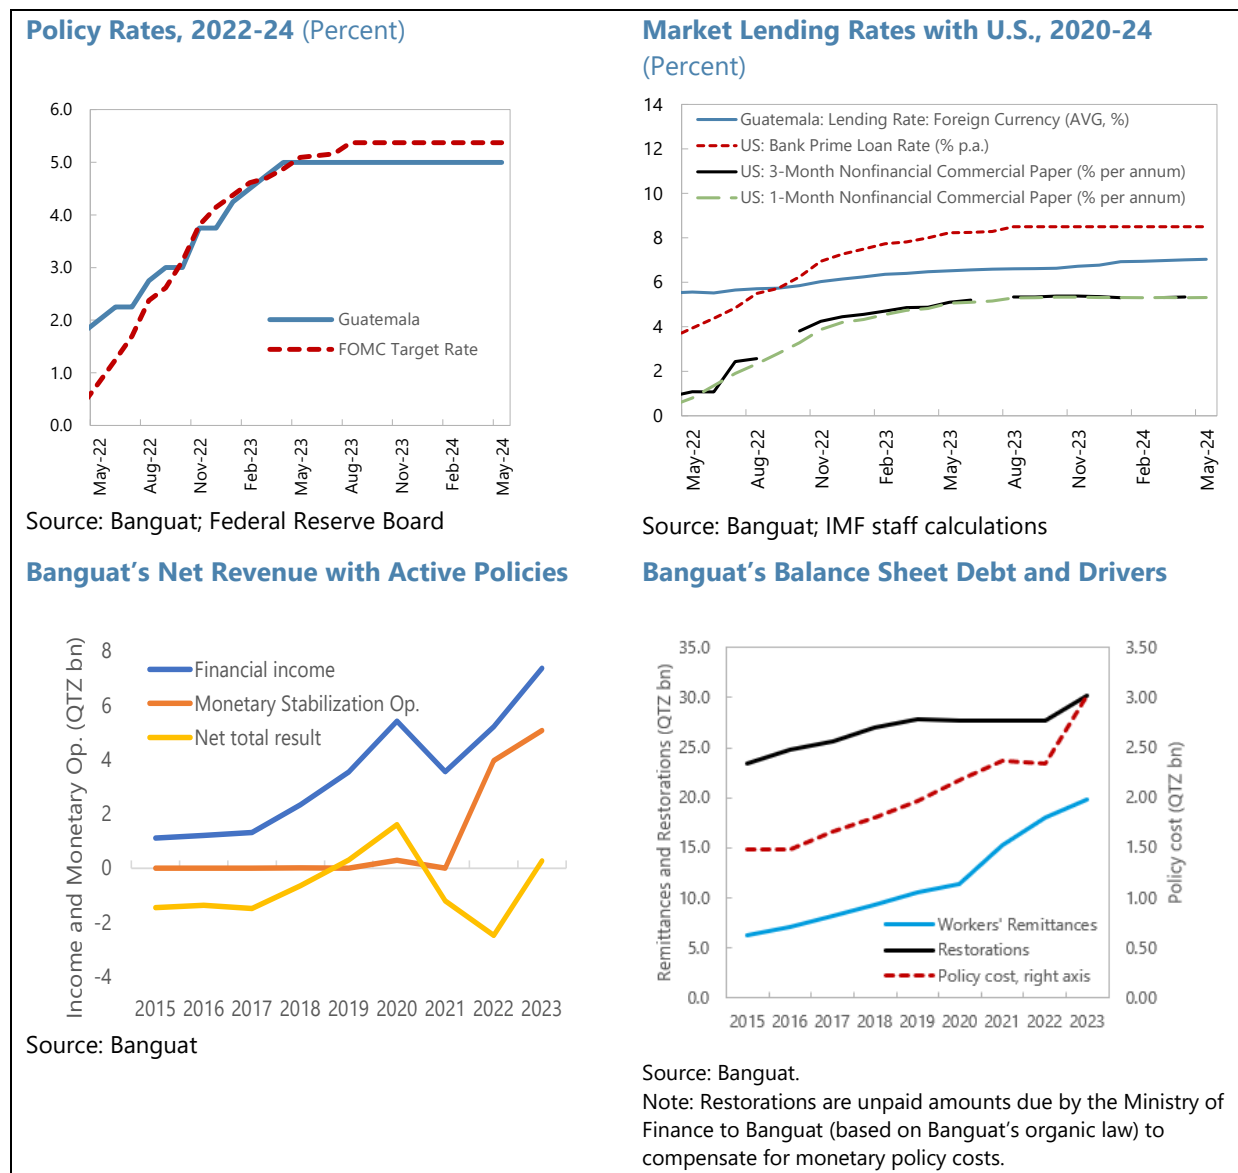 Policy Rates, 2022-24 (Percent)
6.0
5.0
4.0
3.0
2.0
1.0
0.0
Guatemala
FOMC Target Rate
May-22
Aug-22
Nov-22
Feb-23
May-23
Aug-23
Nov-23
Feb-24
May-24
Source: Banguat; Federal Reserve Board
Market Lending Rates with U.S., 2020-24
(Percent)
14
12
10
8
6
4
2
0
Guatemala: Lending Rate: Foreign Currency (AVG, %)
US: Bank Prime Loan Rate (% p.a.)
US: 3-Month Nonfinancial Commercial Paper (% per annum)
US: 1-Month Nonfinancial Commercial Paper (% per annum)
May-22
Aug-22
Nov-22
Feb-23
May-23
Aug-23
Nov-23
Feb-24
May-24
Source: Banguat; IMF staff calculations
Banguat's Net Revenue with Active Policies
Income and Monetary Op. (QTZ bn)
8
6
4
2
0
-2
-4
Financial income
Monetary Stabilization Op.
Net total result
2015 2016 2017 2018 2019 2020 2021 2022 2023
Source: Banguat
Banguat's Balance Sheet Debt and Drivers
Remittances and Restorations (QTZ bn)
35.0
30.0
25.0
20.0
15.0
10.0
5.0
0.0
3.50
3.00
2.50
2.00
1.50
1.00
0.50
0.00
Policy cost (QTZ bn)
Workers' Remittances
Restorations
Policy cost, right axis
2015 2016 2017 2018 2019 2020 2021 2022 2023
Source: Banguat.
Note: Restorations are unpaid amounts due by the Ministry of
Finance to Banguat (based on Banguat's organic law) to
compensate for monetary policy costs.